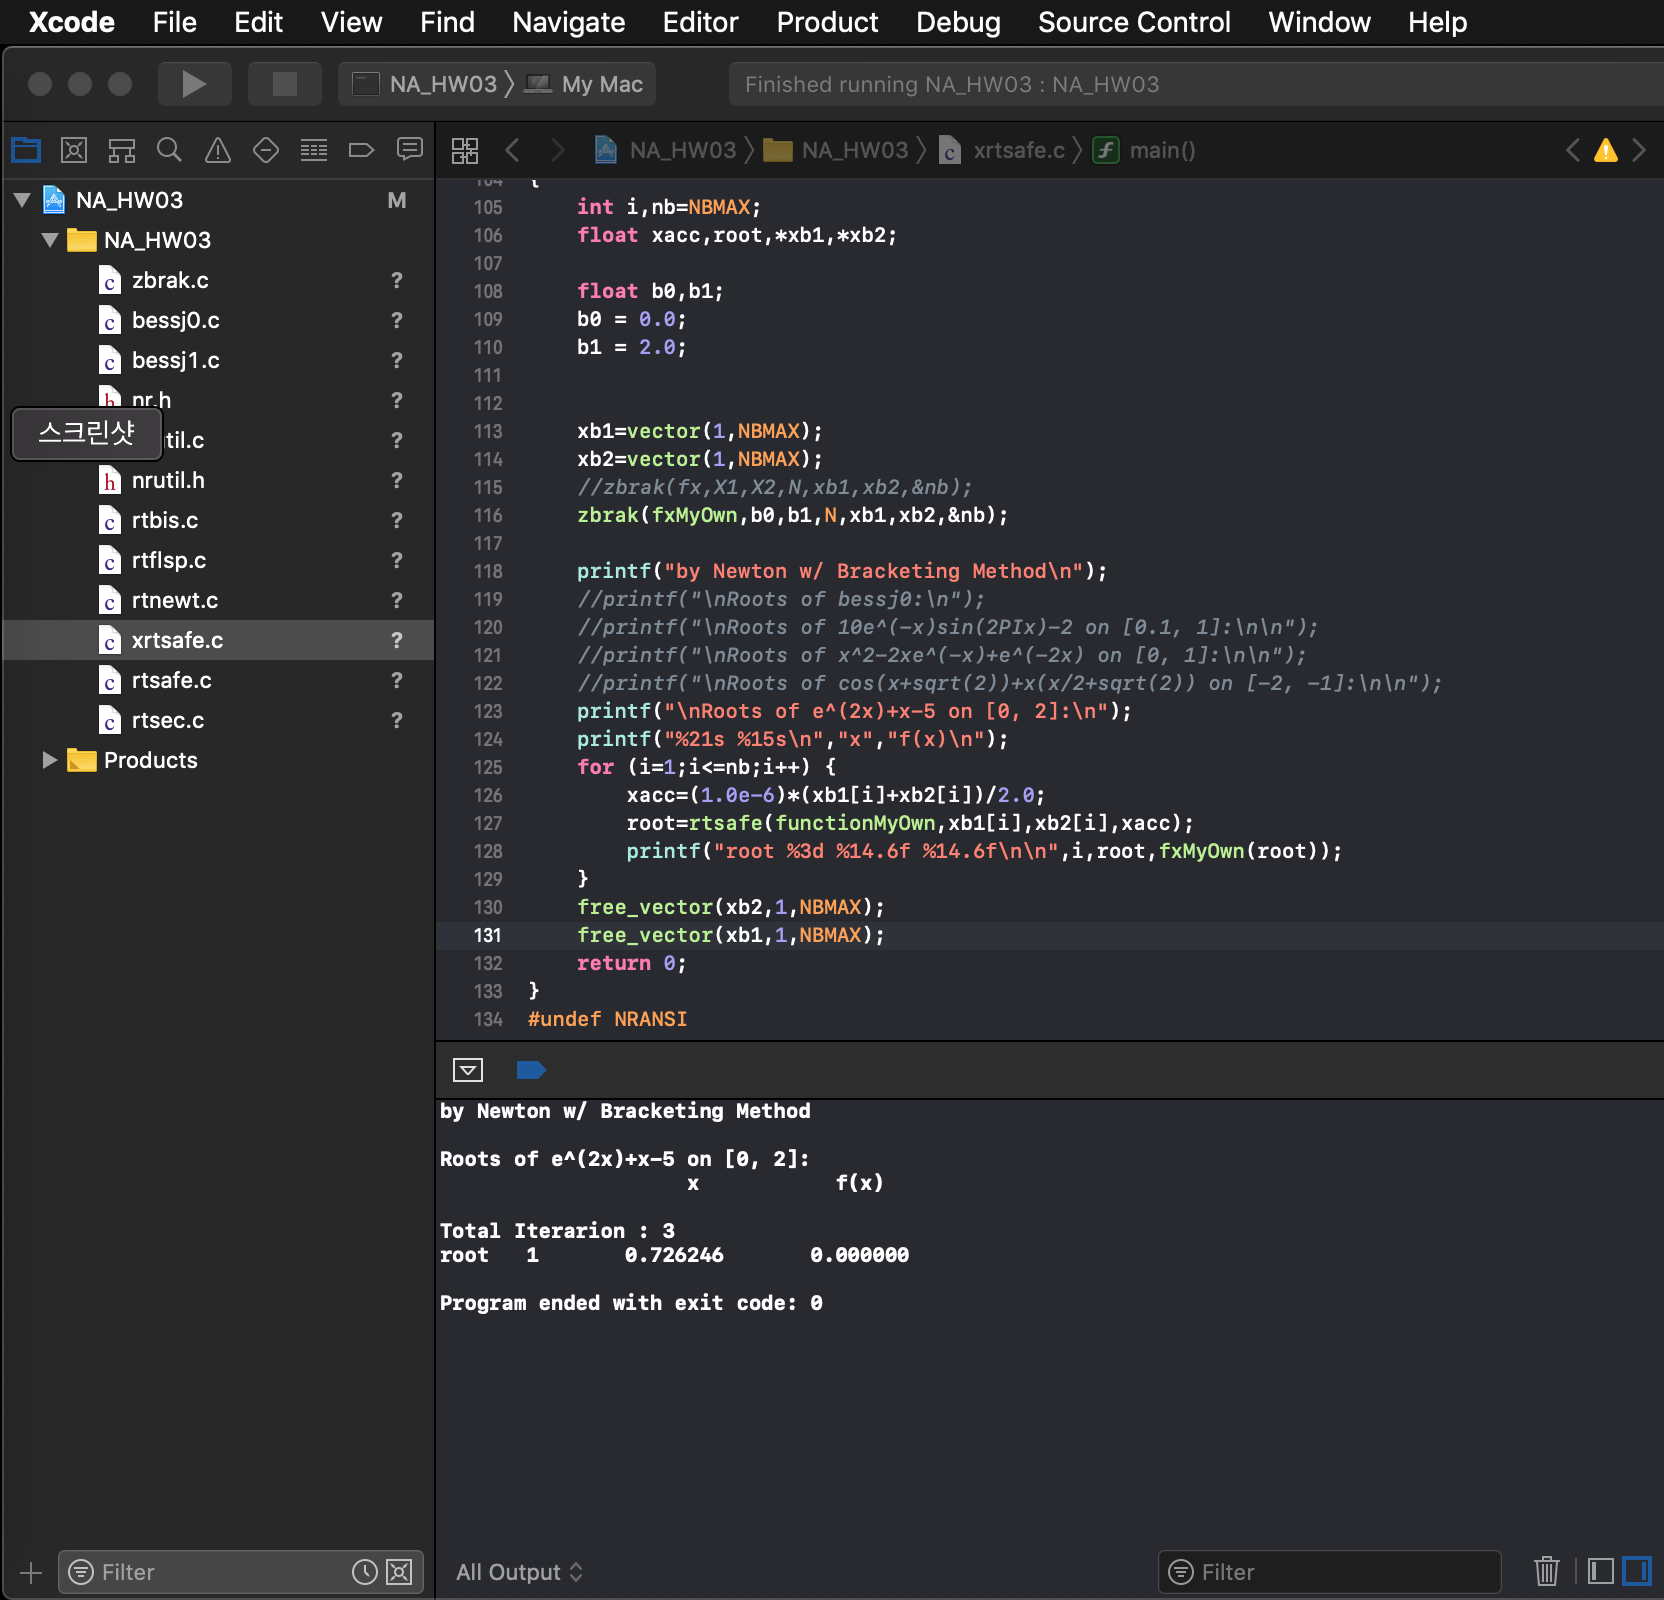 Xcode File Edit View Find Navigate Editor Product Debug Source Control Window Help
NA_HW03 My Mac
Finished running NA_HW03 : NA_HW03
NA_HW03 NA_HW03 xrtsafe.c main()
NA_HW03 M
NA_HW03
zbrak.c ?
bessj0.c ?
bessj1.c ?
nr.h ?
스크린샷
til.c ?
nrutil.h ?
rtbis.c ?
rtflsp.c ?
rtnewt.c ?
xrtsafe.c ?
rtsafe.c ?
rtsec.c ?
Products
104 {
105 int i,nb=NBMAX;
106 float xacc,root,*xb1,*xb2;
107
108 float b0,b1;
109 b0 = 0.0;
110 b1 = 2.0;
111
112
113 xb1=vector(1,NBMAX);
114 xb2=vector(1,NBMAX);
115 //zbrak(fx,X1,X2,N,xb1,xb2,&nb);
116 zbrak(fxMyOwn,b0,b1,N,xb1,xb2,&nb);
117
118 printf("by Newton w/ Bracketing Method\n");
119 //printf("\nRoots of bessj0:\n");
120 //printf("\nRoots of 10e^(-x)sin(2PIx)-2 on [0.1, 1]:\n\n");
121 //printf("\nRoots of x^2-2xe^(-x)+e^(-2x) on [0, 1]:\n\n");
122 //printf("\nRoots of cos(x+sqrt(2))+x(x/2+sqrt(2)) on [-2, -1]:\n\n");
123 printf("\nRoots of e^(2x)+x-5 on [0, 2]:\n");
124 printf("%21s %15s\n","x","f(x)\n");
125 for (i=1;i<=nb;i++) {
126 xacc=(1.0e-6)*(xb1[i]+xb2[i])/2.0;
127 root=rtsafe(functionMyOwn,xb1[i],xb2[i],xacc);
128 printf("root %3d %14.6f %14.6f\n\n",i,root,fxMyOwn(root));
129 }
130 free_vector(xb2,1,NBMAX);
131 free_vector(xb1,1,NBMAX);
132 return 0;
133 }
134 #undef NRANSI
by Newton w/ Bracketing Method
Roots of e^(2x)+x-5 on [0, 2]:
x f(x)
Total Iterarion : 3
root 1 0.726246 0.000000
Program ended with exit code: 0
Filter
All Output
Filter